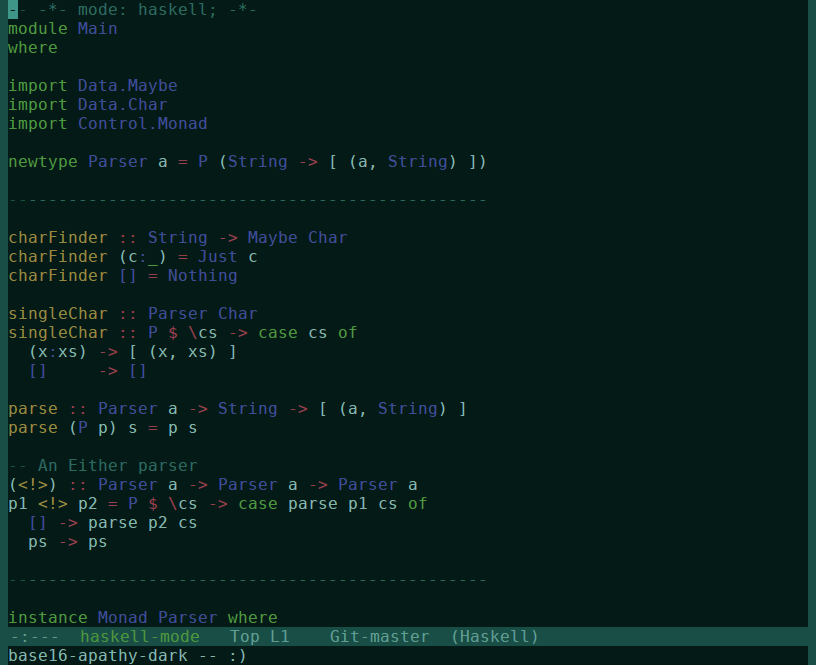 -- -*- mode: haskell; -*-
module Main
where

import Data.Maybe
import Data.Char
import Control.Monad

newtype Parser a = P (String -> [ (a, String) ])

------------------------------------------------

charFinder :: String -> Maybe Char
charFinder (c:_) = Just c
charFinder [] = Nothing

singleChar :: Parser Char
singleChar :: P $ \cs -> case cs of
  (x:xs) -> [ (x, xs) ]
  []     -> []

parse :: Parser a -> String -> [ (a, String) ]
parse (P p) s = p s

-- An Either parser
(<!>) :: Parser a -> Parser a -> Parser a
p1 <!> p2 = P $ \cs -> case parse p1 cs of
  [] -> parse p2 cs
  ps -> ps

------------------------------------------------

instance Monad Parser where
-:---  haskell-mode   Top L1    Git-master  (Haskell)
base16-apathy-dark -- :)